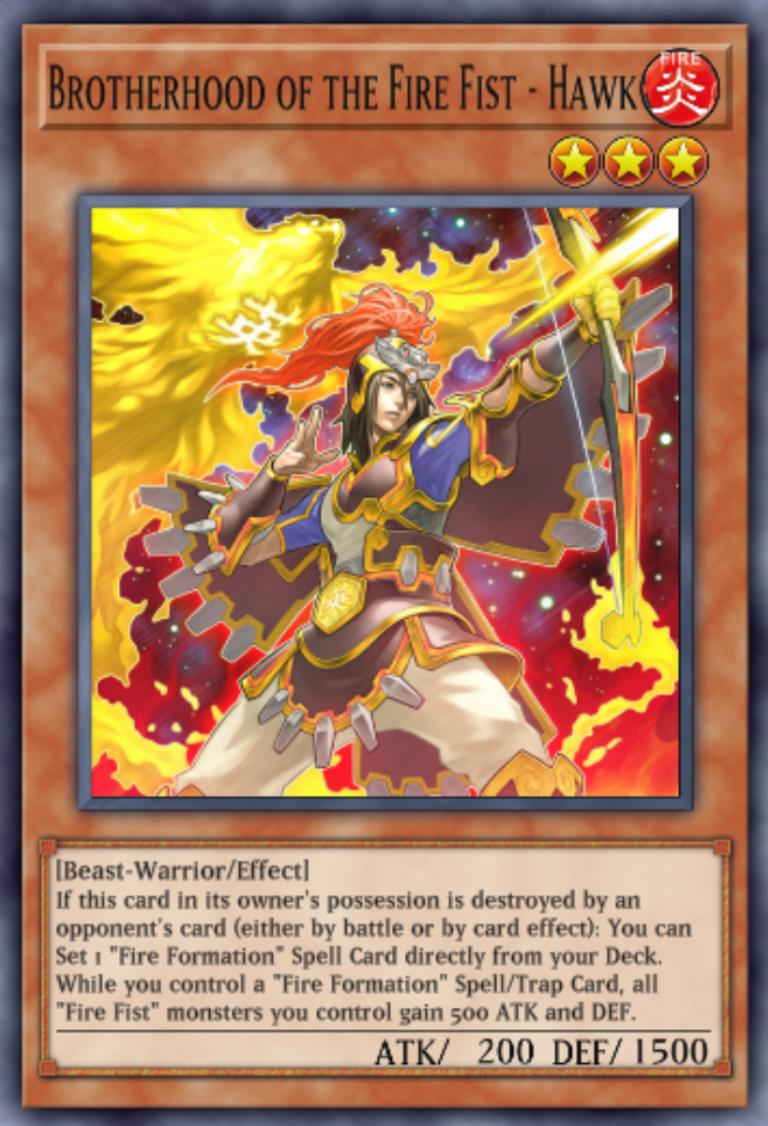 BROTHERHOOD OF THE FIRE FIST - HAWK
FIRE
炎
炎
炎
[Beast-Warrior/Effect]
If this card in its owner's possession is destroyed by an
opponent's card (either by battle or by card effect): You can
Set 1 "Fire Formation" Spell Card directly from your Deck.
While you control a "Fire Formation" Spell/Trap Card, all
"Fire Fist" monsters you control gain 500 ATK and DEF.
ATK/ 200 DEF/ 1500